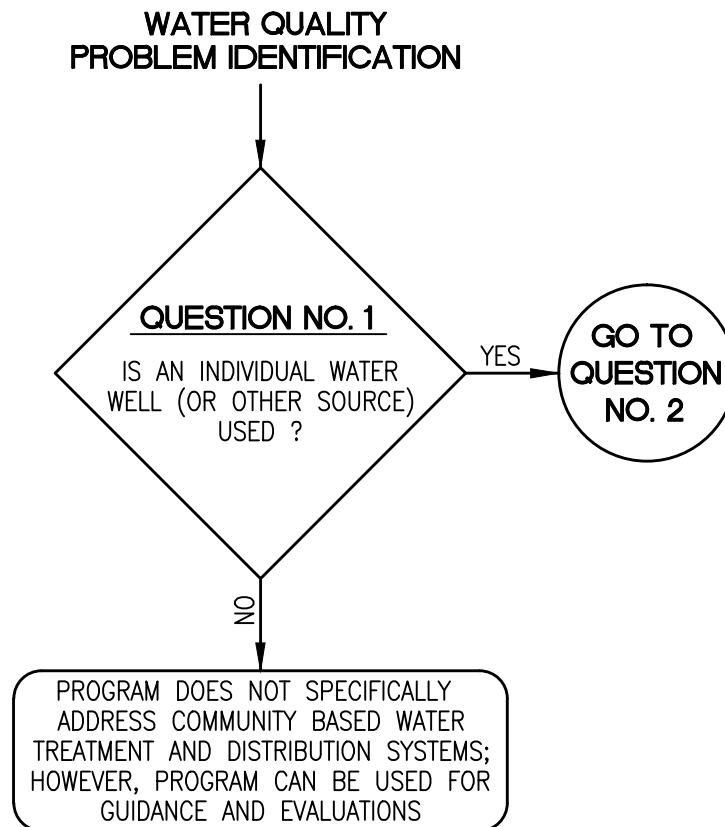 WATER QUALITY
PROBLEM IDENTIFICATION
QUESTION NO. 1
IS AN INDIVIDUAL WATER
WELL (OR OTHER SOURCE)
USED ?
YES
GO TO
QUESTION
NO. 2
NO
PROGRAM DOES NOT SPECIFICALLY
ADDRESS COMMUNITY BASED WATER
TREATMENT AND DISTRIBUTION SYSTEMS;
HOWEVER, PROGRAM CAN BE USED FOR
GUIDANCE AND EVALUATIONS